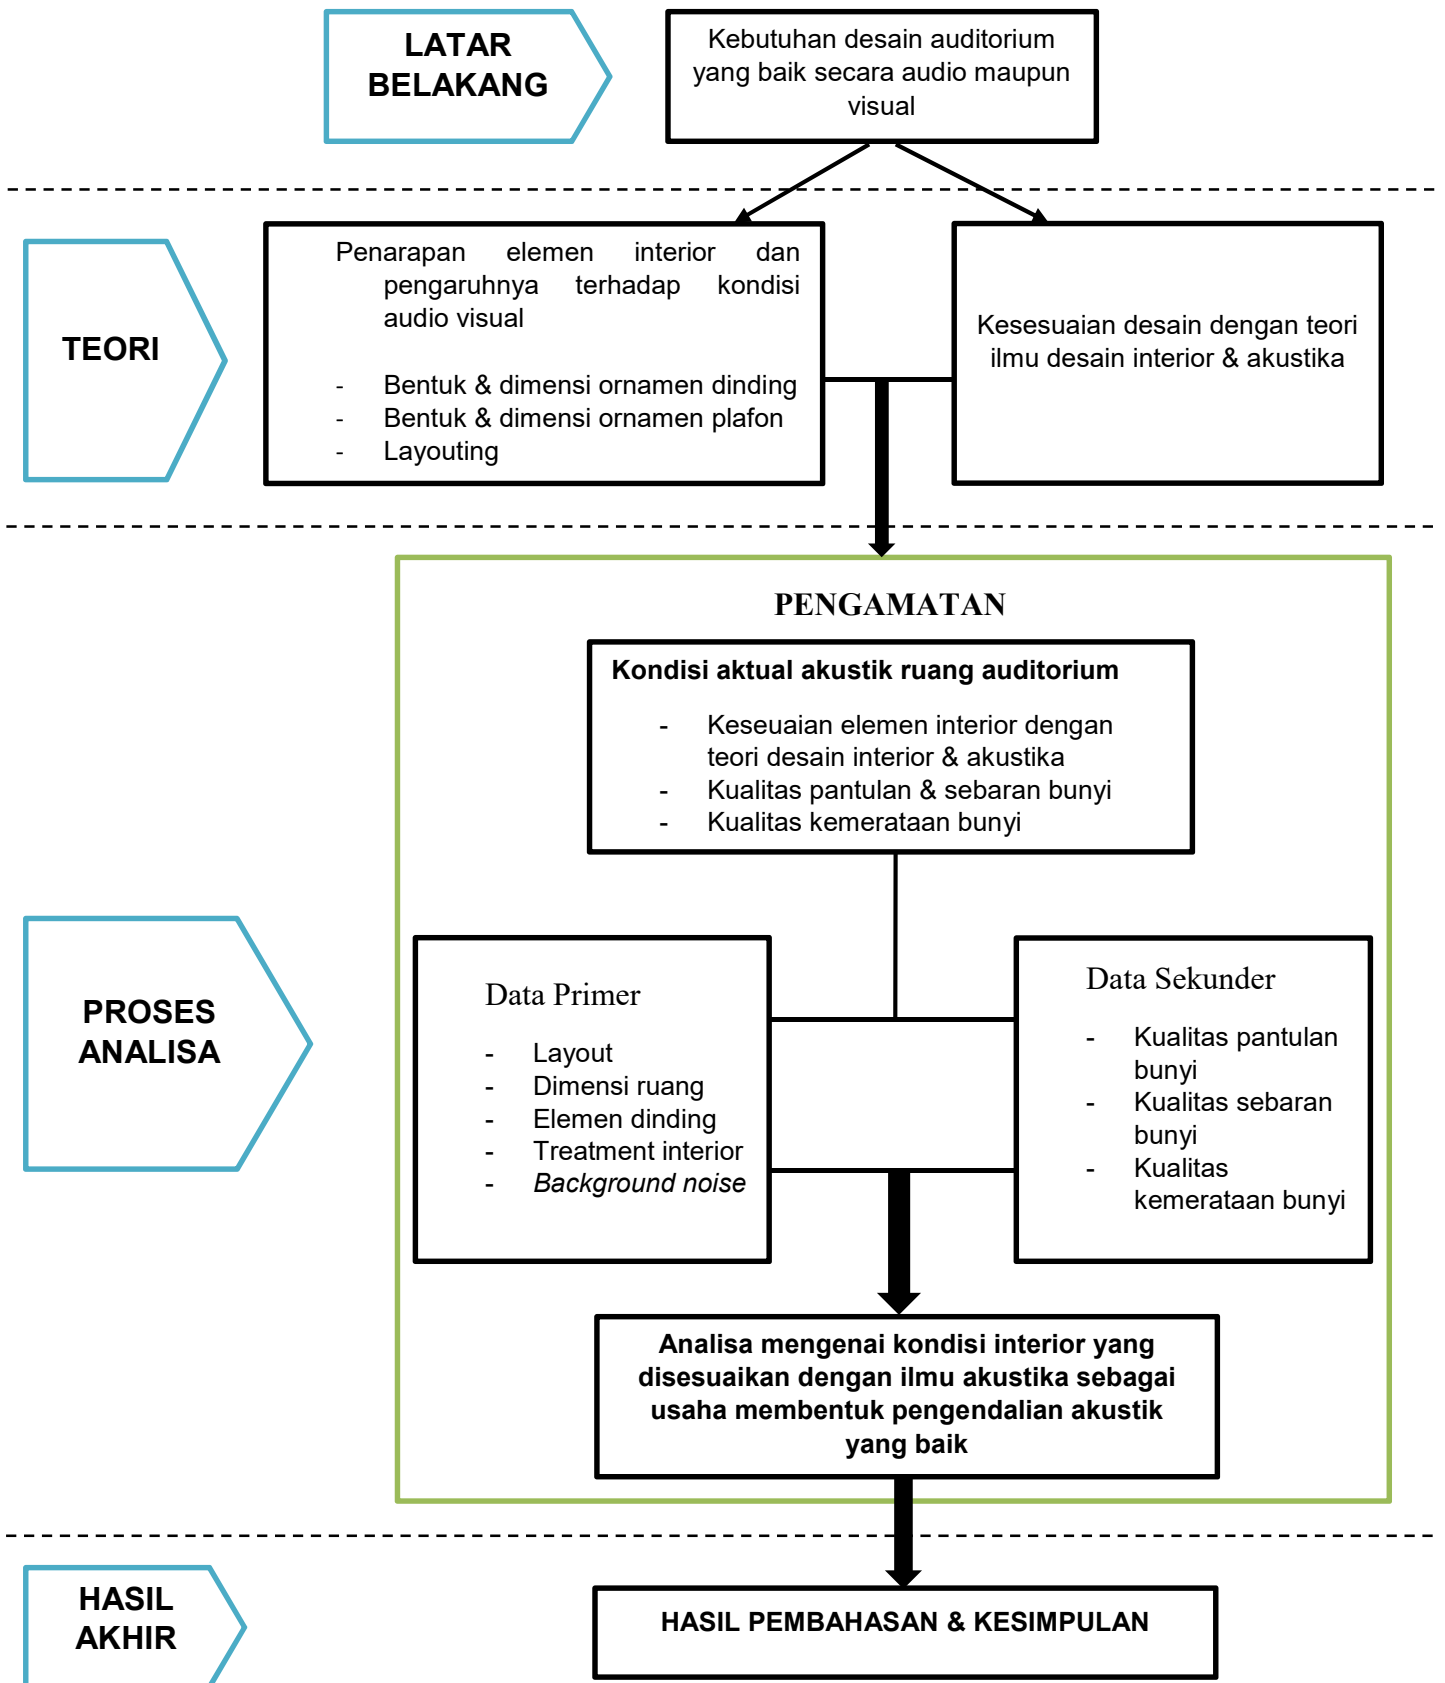 LATAR
BELAKANG
Kebutuhan desain auditorium
yang baik secara audio maupun
visual
TEORI
Penarapan elemen interior dan
pengaruhnya terhadap kondisi
audio visual
- Bentuk & dimensi ornamen dinding
- Bentuk & dimensi ornamen plafon
- Layouting
Kesesuaian desain dengan teori
ilmu desain interior & akustika
PROSES
ANALISA
PENGAMATAN
Kondisi aktual akustik ruang auditorium
- Keseuaian elemen interior dengan
teori desain interior & akustika
- Kualitas pantulan & sebaran bunyi
- Kualitas kemerataan bunyi
Data Primer
- Layout
- Dimensi ruang
- Elemen dinding
- Treatment interior
- Background noise
Data Sekunder
- Kualitas pantulan
bunyi
- Kualitas sebaran
bunyi
- Kualitas
kemerataan bunyi
Analisa mengenai kondisi interior yang
disesuaikan dengan ilmu akustika sebagai
usaha membentuk pengendalian akustik
yang baik
HASIL
AKHIR
HASIL PEMBAHASAN & KESIMPULAN